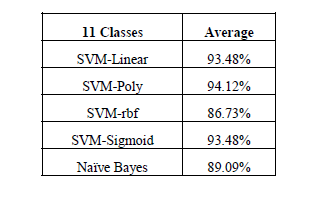 11 Classes Average
SVM-Linear 93.48%
SVM-Poly 94.12%
SVM-rbf 86.73%
SVM-Sigmoid 93.48%
Naïve Bayes 89.09%